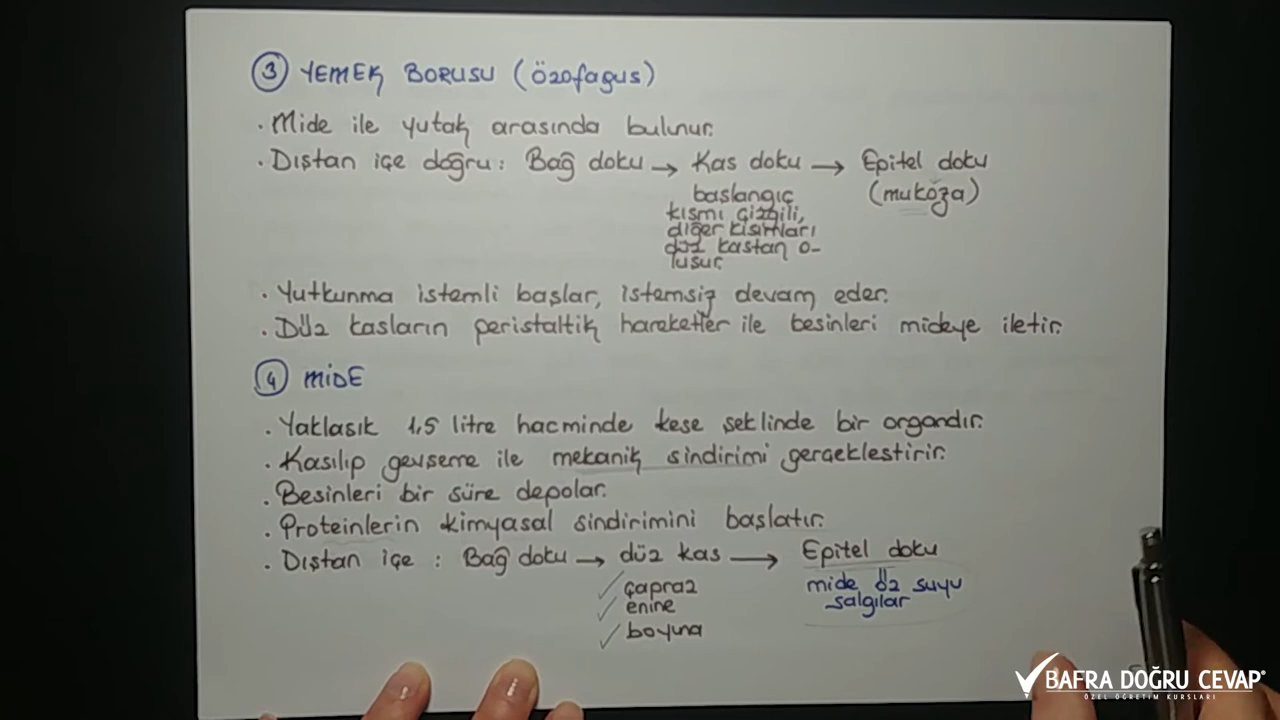 ③ YEMEK BORUSU (Özofagus)
· Mide ile yutak arasında bulunur.
· Dıştan içe doğru: Bağ doku → Kas doku → Epitel doku
(mukoza)
başlangıç
kısmı çizgili,
diğer kısımları
düz kastan o-
luşur.
· Yutkunma istemli başlar, istemsiz devam eder.
· Düz kasların peristaltik hareketler ile besinleri mideye iletir.
④ MİDE
· Yaklaşık 1,5 litre hacminde kese şeklinde bir organdır.
· Kasılıp gevşeme ile mekanik sindirimi gerçekleştirir.
· Besinleri bir süre depolar.
· Proteinlerin kimyasal sindirimini başlatır.
· Dıştan içe : Bağ doku → düz kas → Epitel doku
✓ çapraz
✓ enine
✓ boyuna
mide öz suyu
salgılar
BAFRA DOĞRU CEVAP®
ÖZEL ÖĞRETİM KURSLARI